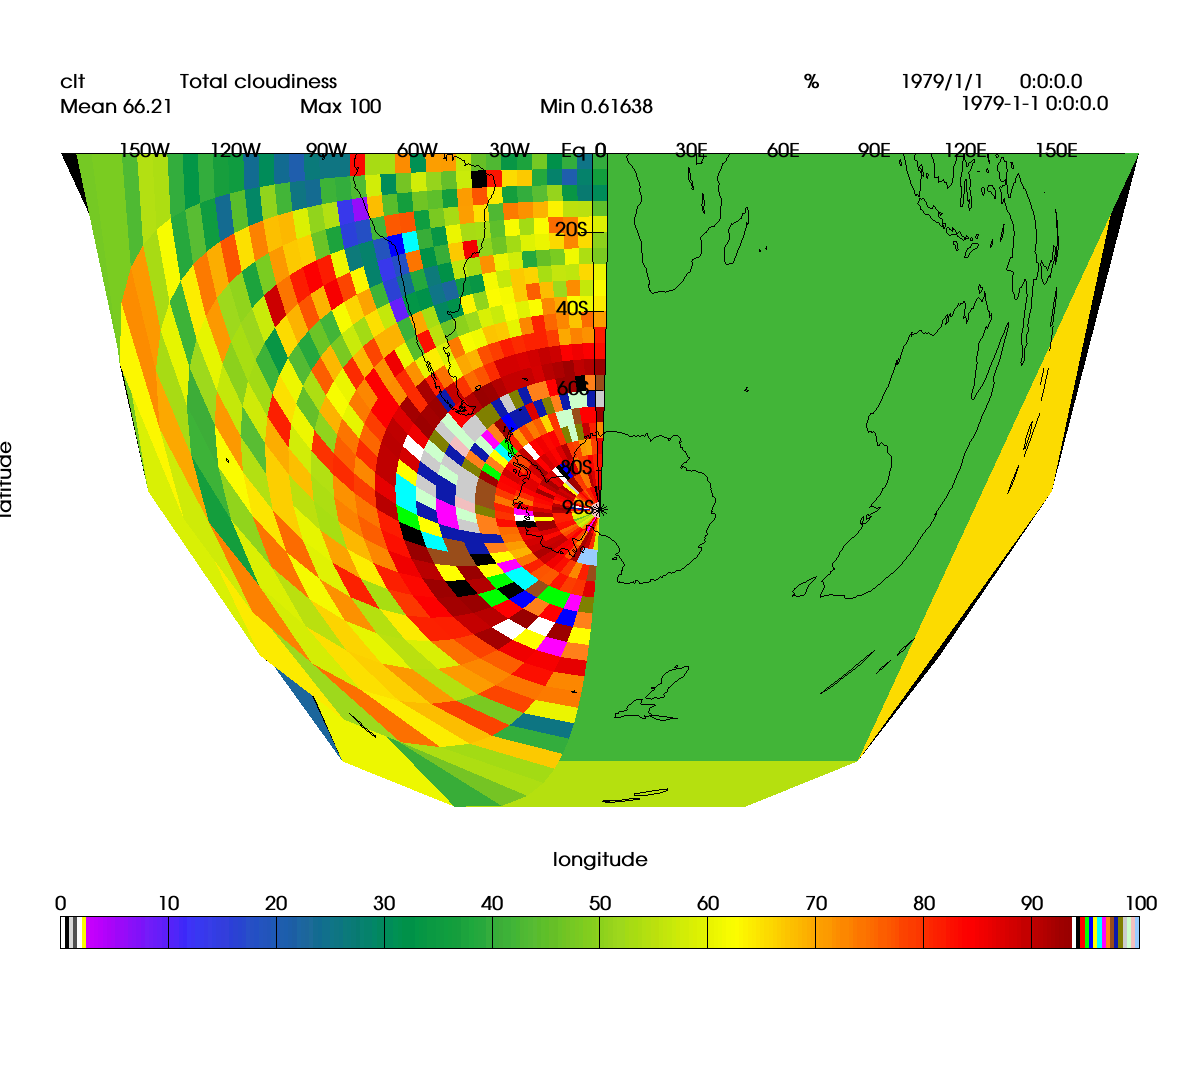 clt Total cloudiness % 1979/1/1 0:0:0.0
Mean 66.21 Max 100 Min 0.61638 1979-1-1 0:0:0.0
150W 120W 90W 60W 30W Eq 0 30E 60E 90E 120E 150E
20S
40S
60S
80S
90S
latitude
longitude
0 10 20 30 40 50 60 70 80 90 100